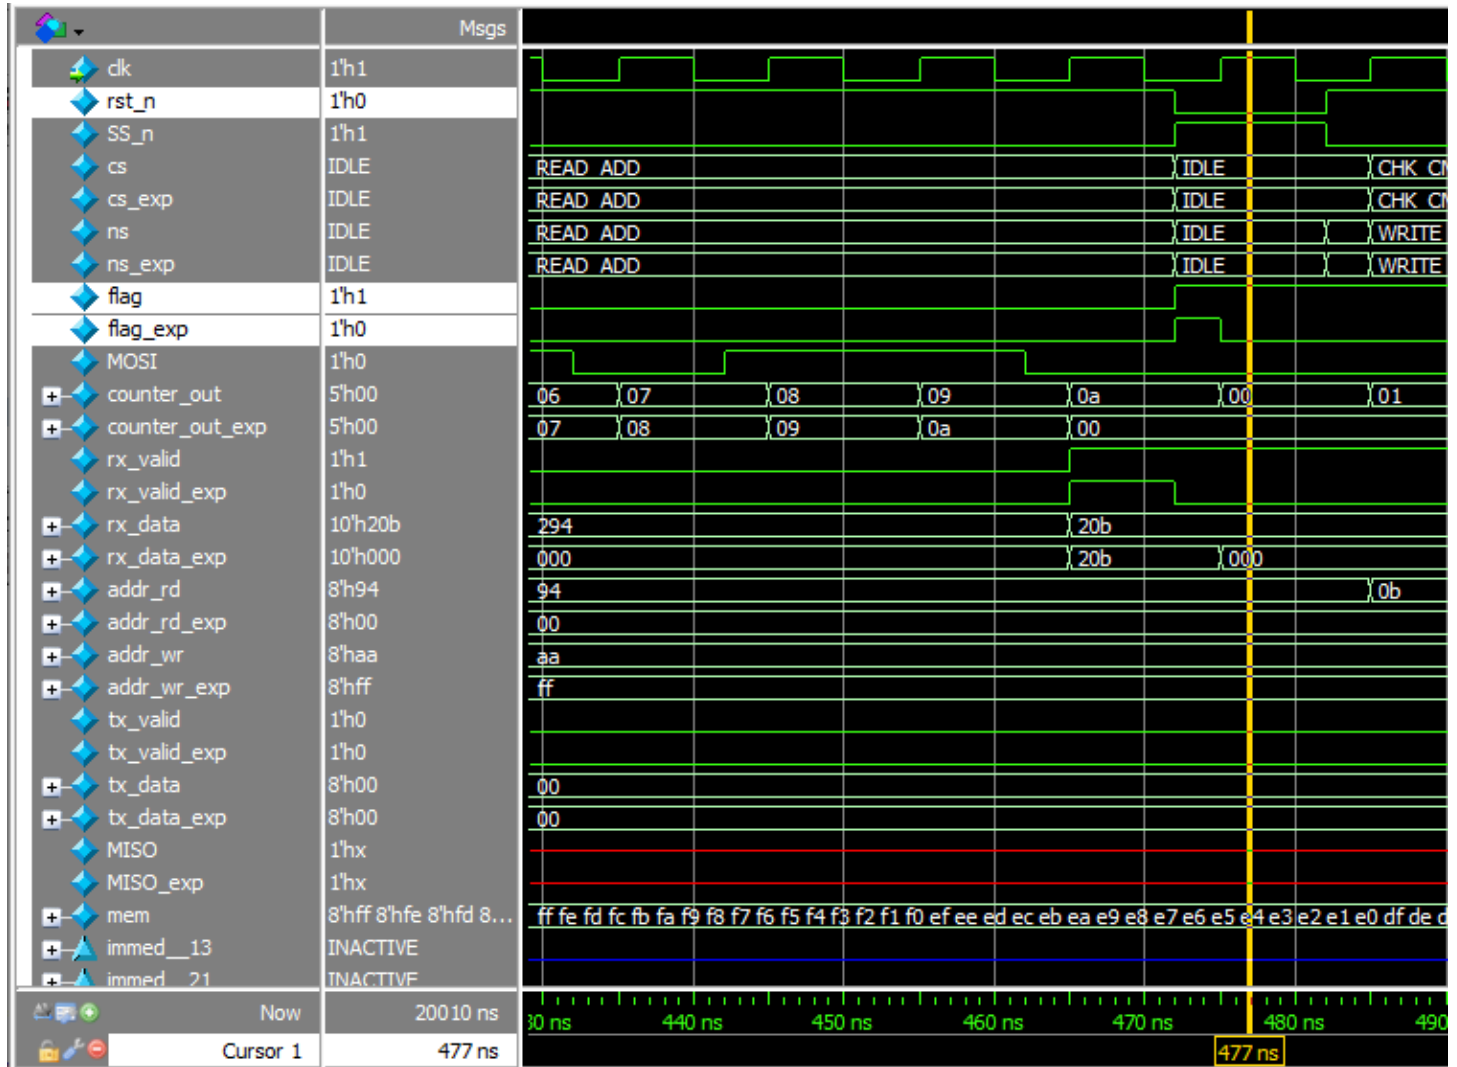 Msgs
clk 1'h1
rst_n 1'h0
SS_n 1'h1
cs IDLE READ_ADD IDLE CHK_CM
cs_exp IDLE READ_ADD IDLE CHK_CM
ns IDLE READ_ADD IDLE WRITE
ns_exp IDLE READ_ADD IDLE WRITE
flag 1'h1
flag_exp 1'h0
MOSI 1'h0
counter_out 5'h00 06 07 08 09 0a 00 01
counter_out_exp 5'h00 07 08 09 0a 00
rx_valid 1'h1
rx_valid_exp 1'h0
rx_data 10'h20b 294 20b
rx_data_exp 10'h000 000 20b 000
addr_rd 8'h94 94 0b
addr_rd_exp 8'h00 00
addr_wr 8'haa aa
addr_wr_exp 8'hff ff
tx_valid 1'h0
tx_valid_exp 1'h0
tx_data 8'h00 00
tx_data_exp 8'h00 00
MISO 1'hx
MISO_exp 1'hx
mem 8'hff 8'hfe 8'hfd 8... ff fe fd fc fb fa f9 f8 f7 f6 f5 f4 f3 f2 f1 f0 ef ee ed ec eb ea e9 e8 e7 e6 e5 e4 e3 e2 e1 e0 df de d
immed__13 INACTIVE
immed__21 INACTIVE
Now 20010 ns 30 ns 440 ns 450 ns 460 ns 470 ns 480 ns 490
Cursor 1 477 ns 477 ns